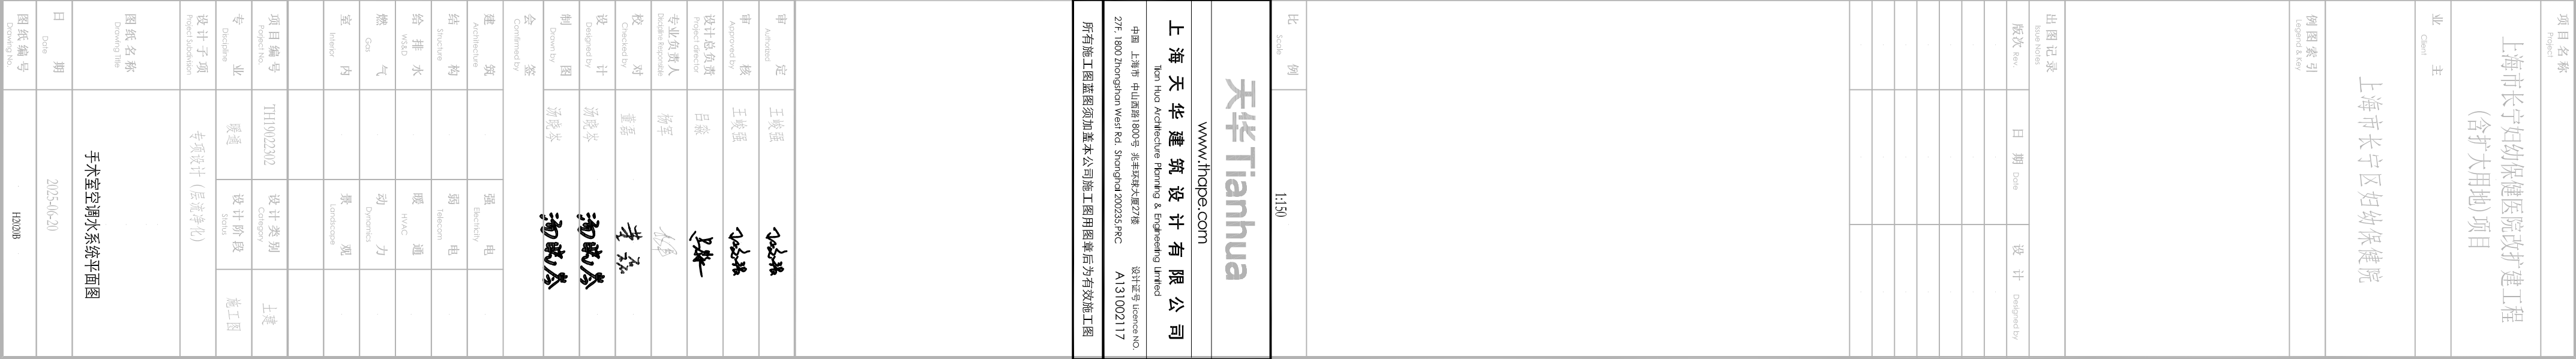 项目名称
Project
上海市长宁妇幼保健医院改扩建工程
（含扩大用地）项目
业 主
Client
上海市长宁区妇幼保健院
例图索引
Legend & Key
出图记录
Issue Notes
版次 Rev.
日 期 Date
设 计 Designed by
比 例
Scale
1:150
天华 Tianhua
www.thape.com
上海天华建筑设计有限公司
Tian Hua Architecture Planning & Engineering Limited
中国 上海市 中山西路1800号 兆丰环球大厦27楼
设计证号 Licence NO.
27F, 1800 Zhongshan West Rd. Shanghai 200235,PRC
A131002117
所有施工图蓝图须加盖本公司施工图用图章后为有效施工图
审 定
Authorized
王峻强
审 核
Approved by
王峻强
设计总负责
Project director
吕焱
专业负责人
Discipline Responsible
杨军
校 对
Checked by
董磊
设 计
Designed by
汤晓岑
制 图
Drawn by
汤晓岑
会 签
Comfirmed by
建 筑
Architecture
强 电
Electricity
结 构
Structure
弱 电
Telecom
给 排 水
WS&D
暖 通
HVAC
燃 气
Gas
动 力
Dynamics
室 内
Interior
景 观
Landscape
项目编号
Porject No.
TH19022302
设计类别
Category
土建
专 业
Discipline
暖通
设计阶段
Status
施工图
设计子项
Project Subdivision
专项设计（层流净化）
图纸名称
Drawing Title
手术室空调水系统平面图
日 期
Date
2025-06-20
图纸编号
Drawing No.
H2020B